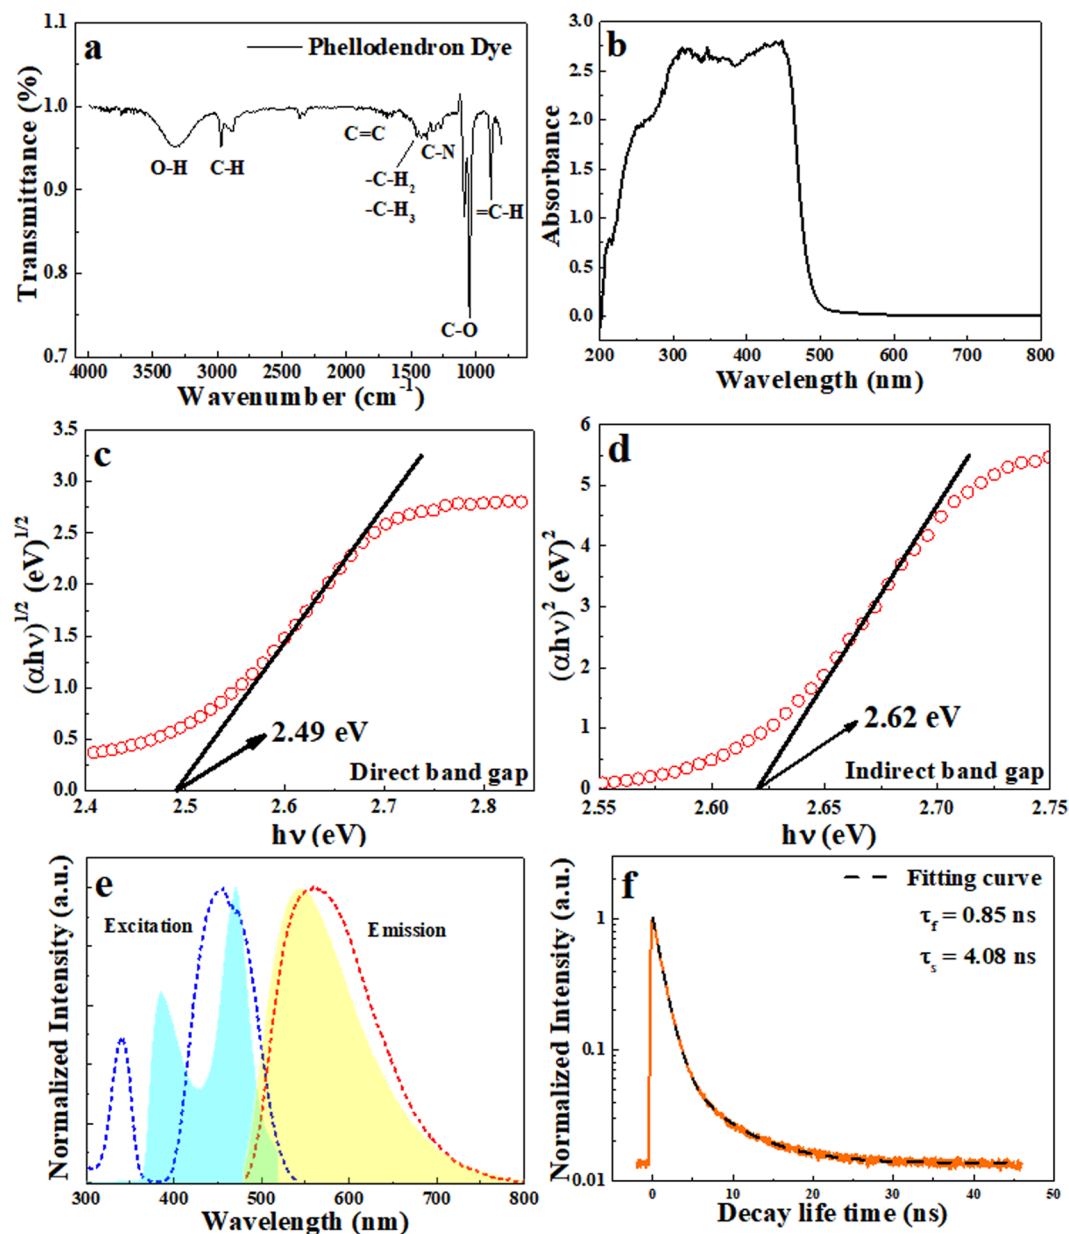 a
Phellodendron Dye
1.1
1.0
0.9
0.8
0.7
Transmittance (%)
O-H
C-H
C=C
C-N
-C-H₂
-C-H₃
=C-H
C-O
4000 3500 3000 2500 2000 1500 1000
Wavenumber (cm⁻¹)
b
3.0
2.5
2.0
1.5
1.0
0.5
0.0
Absorbance
200 300 400 500 600 700 800
Wavelength (nm)
c
3.5
3.0
2.5
2.0
1.5
1.0
0.5
0.0
(αhν)^1/2 (eV)^1/2
2.49 eV
Direct band gap
2.4 2.5 2.6 2.7 2.8
hν (eV)
d
6
5
4
3
2
1
0
(αhν)² (eV)²
2.62 eV
Indirect band gap
2.55 2.60 2.65 2.70 2.75
hν (eV)
e
Normalized Intensity (a.u.)
Excitation
Emission
300 400 500 600 700 800
Wavelength (nm)
f
Fitting curve
τf = 0.85 ns
τs = 4.08 ns
1
0.1
0.01
Normalized Intensity (a.u.)
0 10 20 30 40 50
Decay life time (ns)